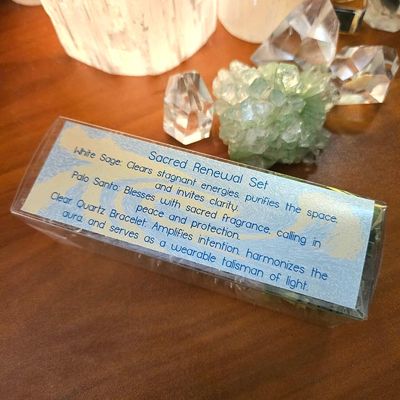 Sacred Renewal Set
White Sage: Clears stagnant energies, purifies the space,
and invites clarity.
Palo Santo: Blesses with sacred fragrance, calling in
peace and protection.
Clear Quartz Bracelet: Amplifies intention, harmonizes the
aura, and serves as a wearable talisman of light.